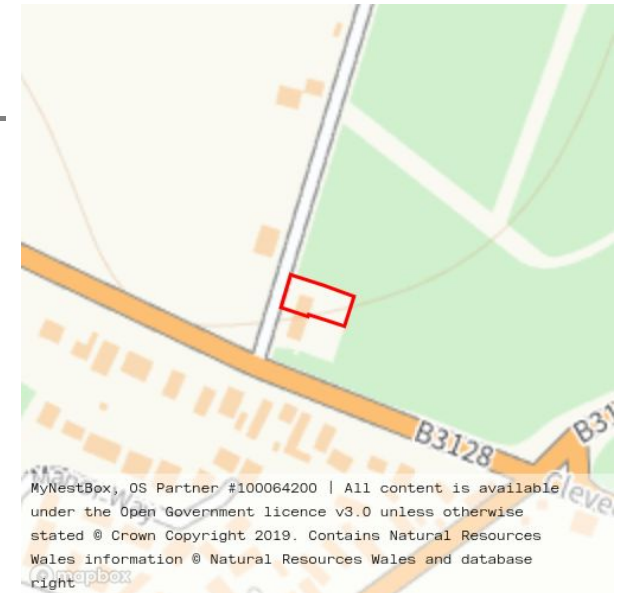 B3128
B31
Cleve
MyNestBox, OS Partner #100064200 | All content is available
under the Open Government licence v3.0 unless otherwise
stated © Crown Copyright 2019. Contains Natural Resources
Wales information © Natural Resources Wales and database
right
mapbox